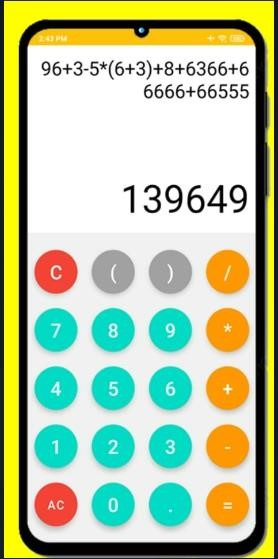 2:43 PM
96+3-5*(6+3)+8+6366+6
6666+66555
139649
C ( ) /
7 8 9 *
4 5 6 +
1 2 3 -
AC 0 . =